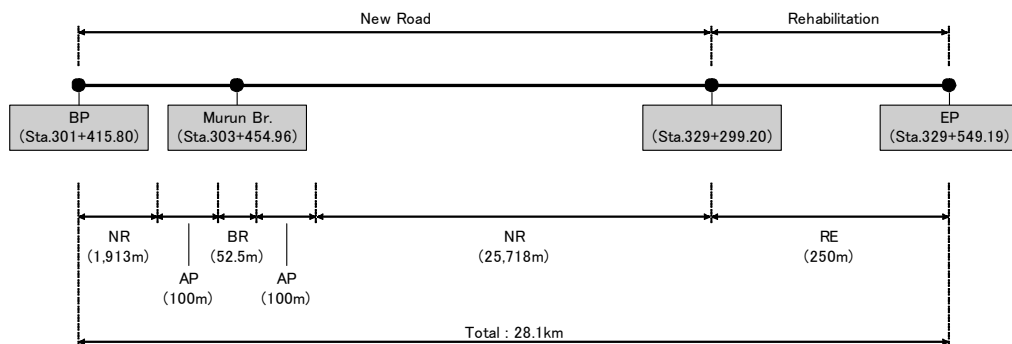 New Road
Rehabilitation
BP
(Sta.301+415.80)
Murun Br.
(Sta.303+454.96)
(Sta.329+299.20)
EP
(Sta.329+549.19)
NR
(1,913m)
AP
(100m)
BR
(52.5m)
AP
(100m)
NR
(25,718m)
RE
(250m)
Total : 28.1km